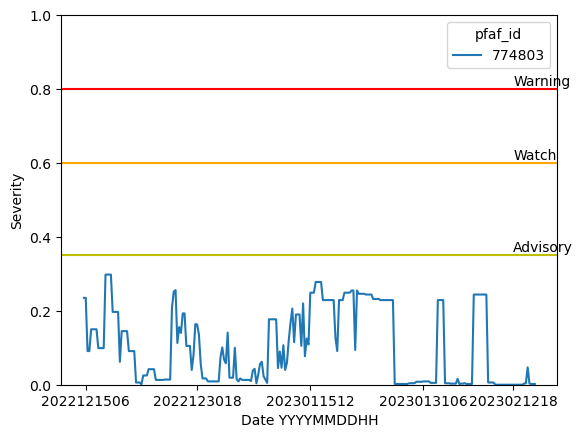 1.0
0.8
0.6
0.4
0.2
0.0
Severity
pfaf_id
774803
Warning
Watch
Advisory
2022121506
2022123018
2023011512
2023013106
2023021218
Date YYYYMMDDHH